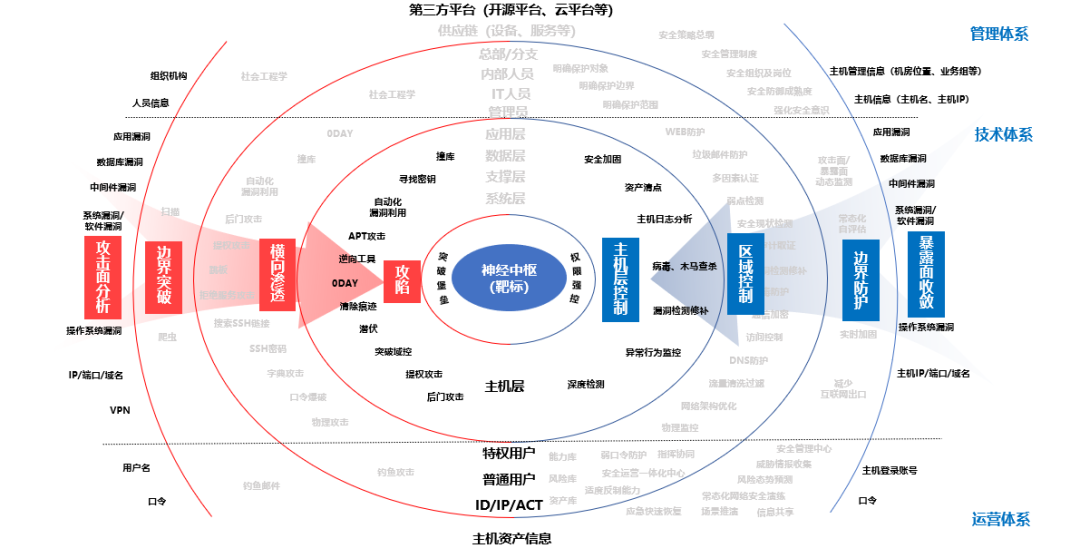 第三方平台（开源平台、云平台等）
供应链（设备、服务等）
管理体系
总部/分支
内部人员
IT人员
管理员
安全策略总纲
安全管理制度
安全组织及岗位
安全防御成熟度
强化安全意识
明确保护对象
明确保护边界
明确保护范围
组织机构
人员信息
社会工程学
社会工程学
主机管理信息（机房位置、业务组等）
主机信息（主机名、主机IP）
技术体系
应用层
数据层
支撑层
系统层
应用漏洞
数据库漏洞
中间件漏洞
系统漏洞/
软件漏洞
攻击面分析
操作系统漏洞
IP/端口/域名
VPN
扫描
边界突破
爬虫
0DAY
撞库
自动化
漏洞利用
后门攻击
提权攻击
横向渗透
搜索SSH链接
SSH密码
字典攻击
口令爆破
物理攻击
撞库
寻找密钥
自动化
漏洞利用
APT攻击
逆向工具
0DAY
清除痕迹
潜伏
突破域控
提权攻击
后门攻击
攻陷
突破堡垒
神经中枢
(靶标)
权限强控
主机层
主机层控制
安全加固
资产清点
主机日志分析
病毒、木马查杀
漏洞检测修补
异常行为监控
深度检测
WEB防护
垃圾邮件防护
多因素认证
弱点检测
安全现状检测
区域控制
访问控制
DNS防护
流量清洗过滤
网络架构优化
物理监控
攻击面/
暴露面
动态监测
常态化
自评估
边界防护
实时加固
减少
互联网出口
应用漏洞
数据库漏洞
中间件漏洞
系统漏洞/
软件漏洞
暴露面收敛
操作系统漏洞
主机IP/端口/域名
特权用户
普通用户
ID/IP/ACT
主机资产信息
用户名
口令
钓鱼攻击
钓鱼邮件
能力库
风险库
资产库
弱口令防护
指挥协同
安全运营一体化中心
适度反制能力
应急快速恢复
安全管理中心
威胁情报收集
风险态势预测
常态化网络安全演练
场景推演
信息共享
主机登录账号
口令
运营体系